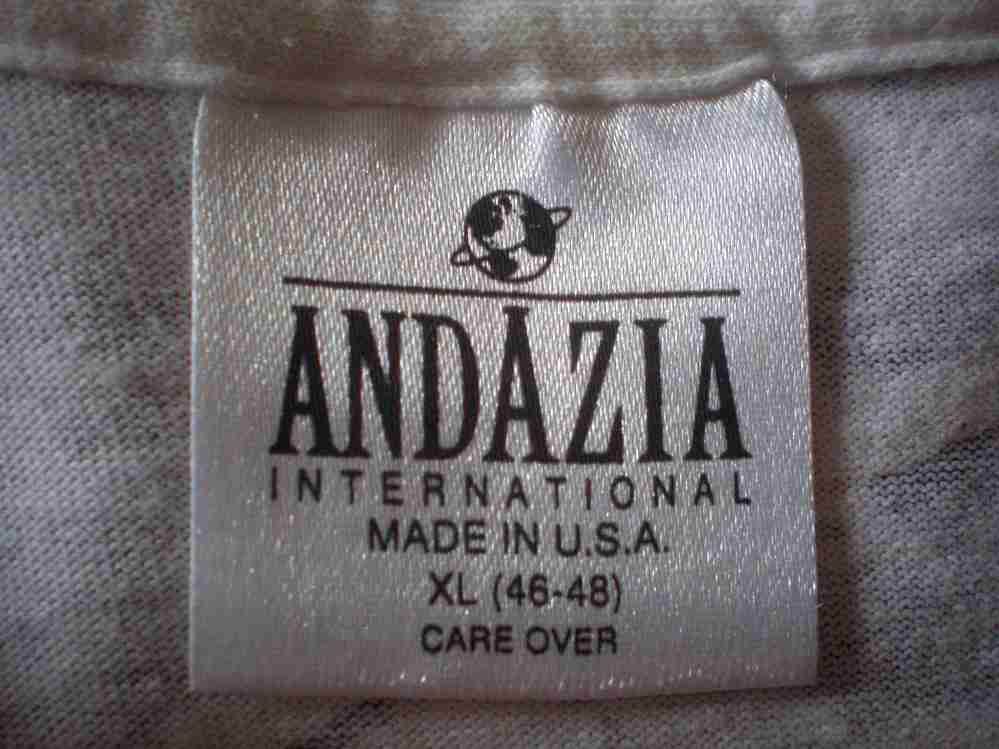 ANDAZIA
INTERNATIONAL
MADE IN U.S.A.
XL (46-48)
CARE OVER